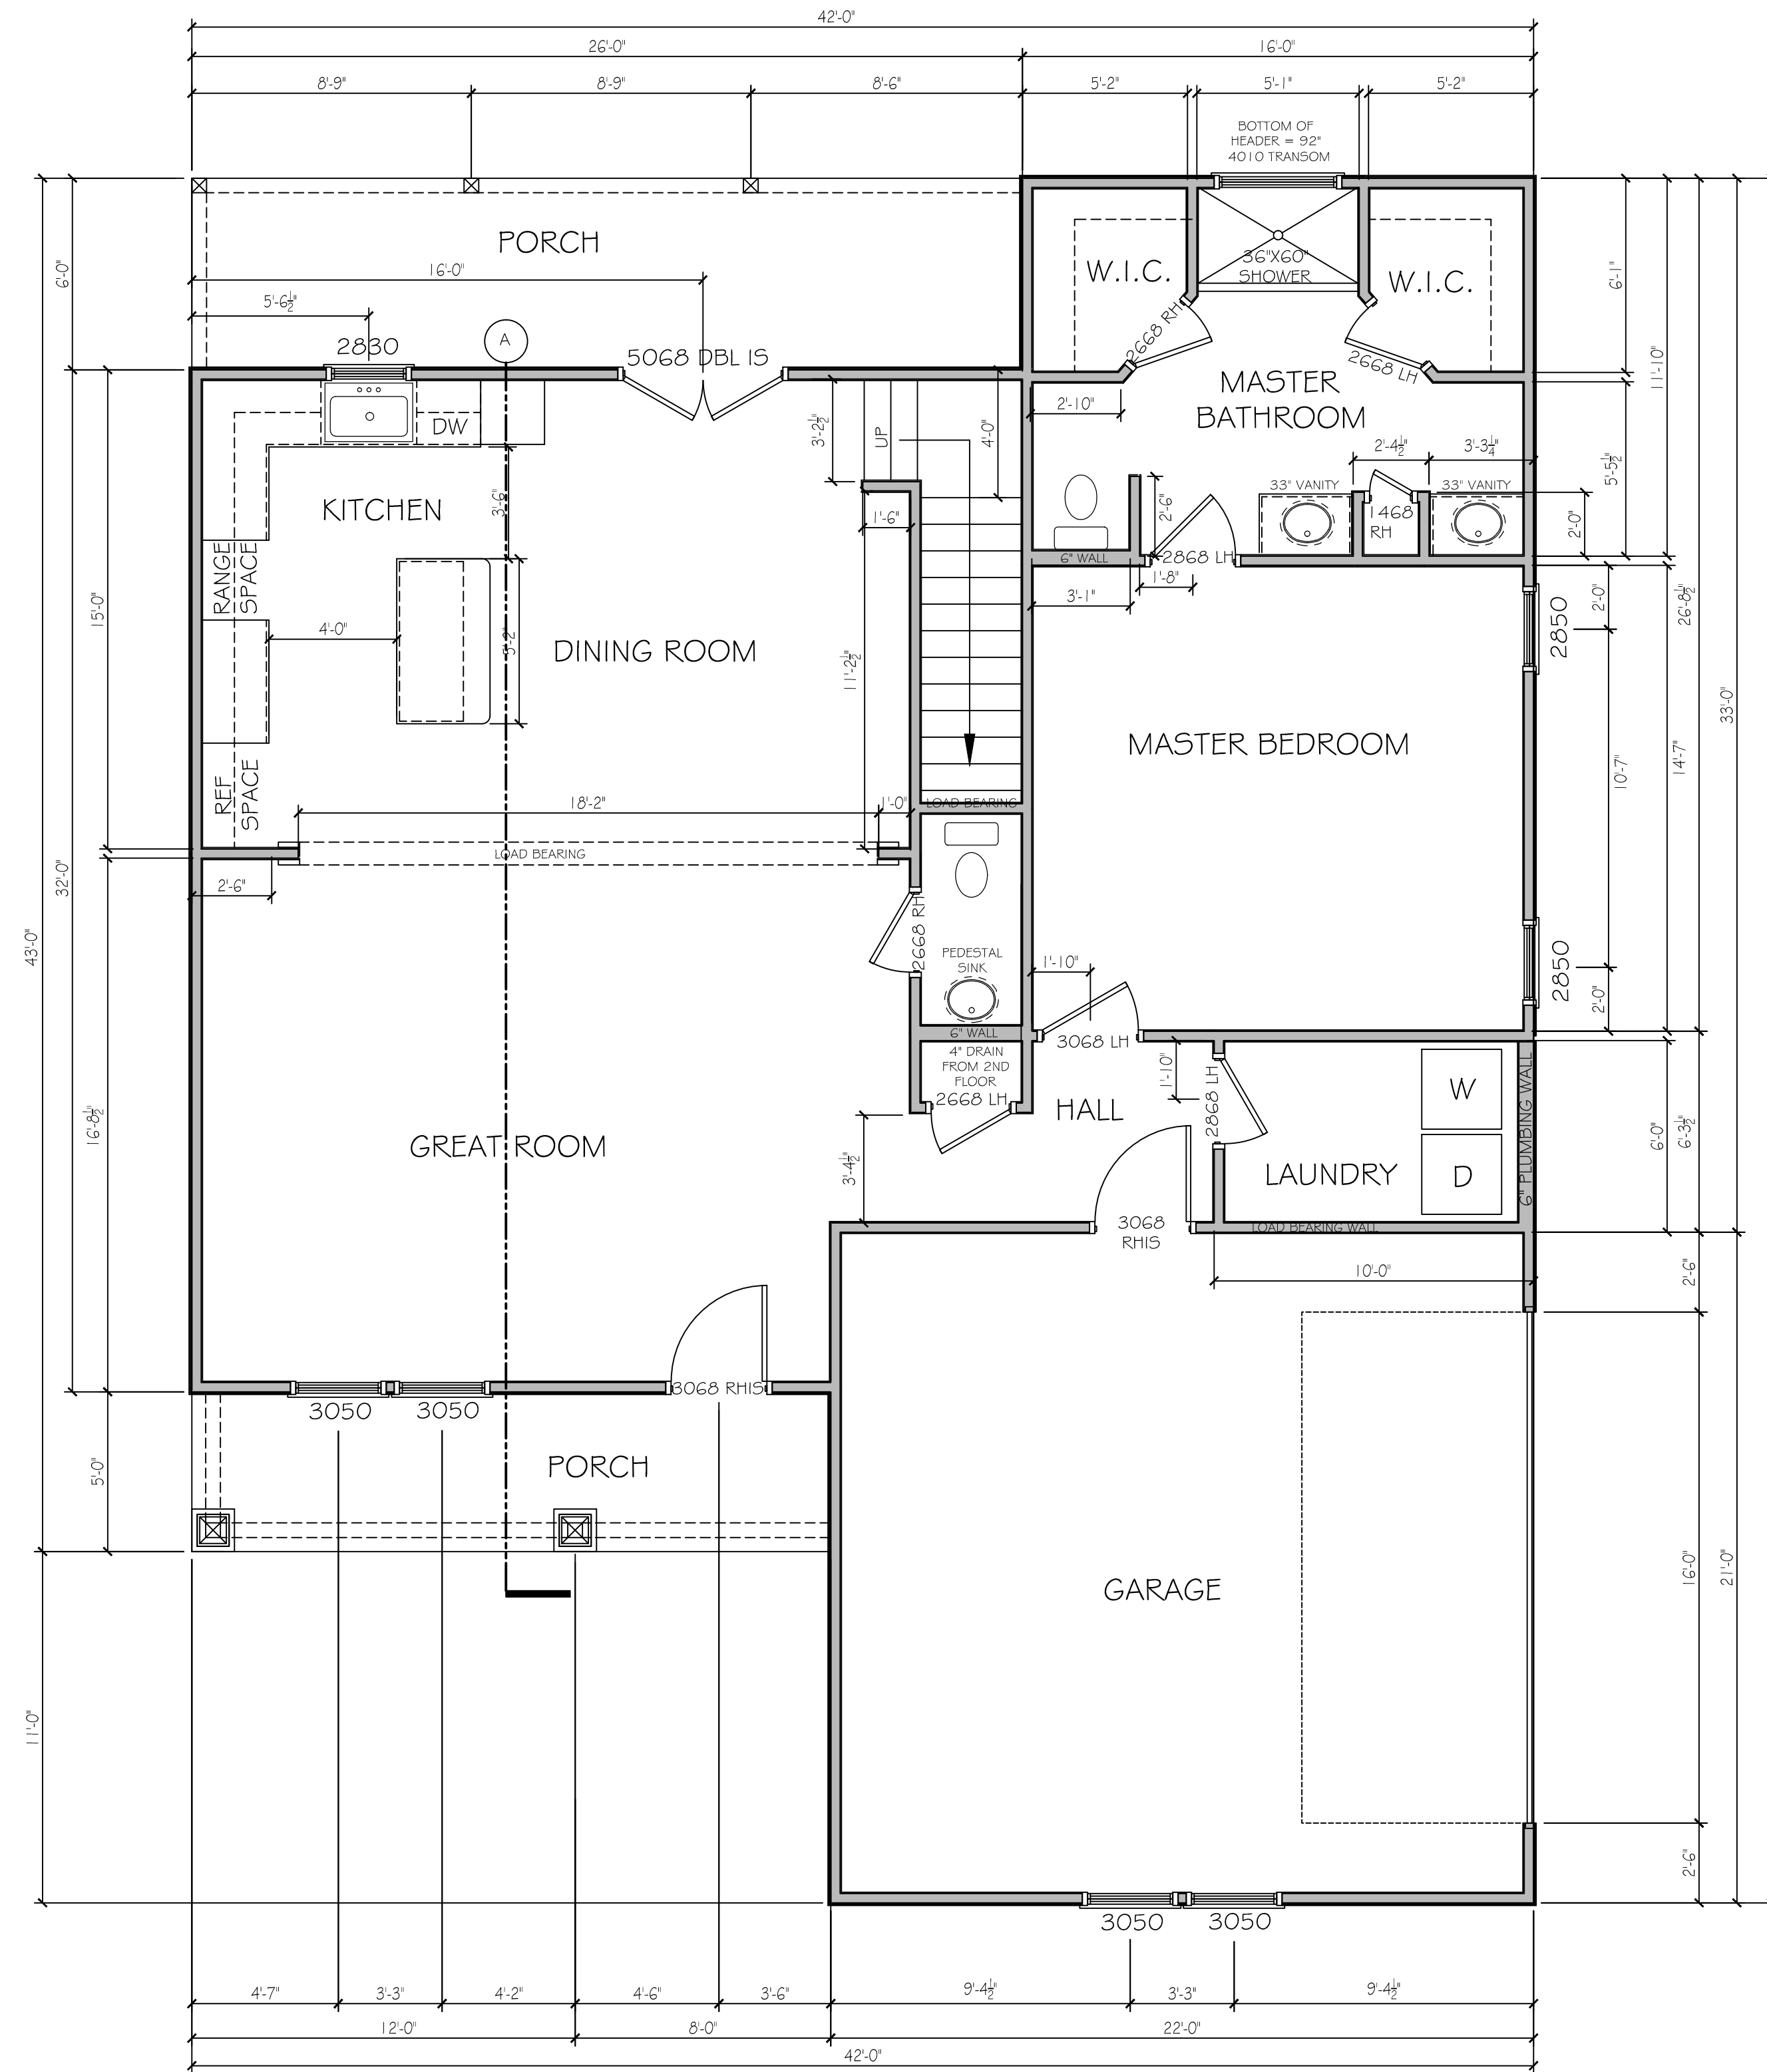 42'-0"
26'-0" 16'-0"
8'-9" 8'-9" 8'-6" 5'-2" 5'-1" 5'-2"
BOTTOM OF
HEADER = 92"
4010 TRANSOM
PORCH
16'-0"
5'-6½"
2830
A
5068 DBL IS
W.I.C.
36"X60"
SHOWER
W.I.C.
2668 RH
2668 LH
MASTER
BATHROOM
6'-0"
6'-1"
11'-10"
DW
UP
3'-2½"
4'-0"
2'-10"
2'-4½"
3'-3¼"
5'-5½"
KITCHEN
3'-6"
1'-6"
2'-6"
33" VANITY
33" VANITY
1468
RH
2'-0"
6" WALL
2868 LH
1'-8"
3'-1"
RANGE
SPACE
4'-0"
5'-2"
DINING ROOM
15'-0"
11'-2½"
2'-0"
2850
26'-8½"
33'-0"
MASTER BEDROOM
10'-7"
14'-7"
REF
SPACE
18'-2"
1'-0"
LOAD BEARING
LOAD BEARING
2'-6"
32'-0"
43'-0"
2668 RH
PEDESTAL
SINK
1'-10"
2850
2'-0"
6" WALL
3068 LH
4" DRAIN
FROM 2ND
FLOOR
2668 LH
1'-10"
2868 LH
HALL
W
D
LAUNDRY
6" PLUMBING WALL
6'-0"
6'-3½"
16'-8½"
GREAT ROOM
3'-4½"
3068
RHIS
LOAD BEARING WALL
10'-0"
2'-6"
3068 RHIS
3050 3050
PORCH
5'-0"
GARAGE
16'-0"
21'-0"
11'-0"
2'-6"
3050 3050
4'-7" 3'-3" 4'-2" 4'-6" 3'-6" 9'-4½" 3'-3" 9'-4½"
12'-0" 8'-0" 22'-0"
42'-0"